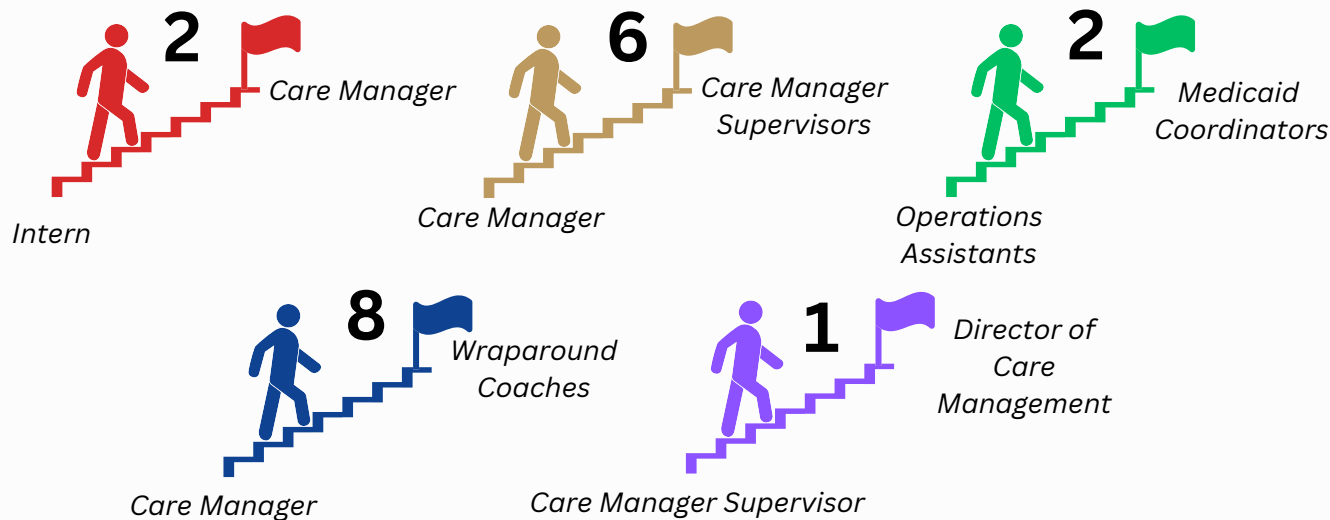 2
Care Manager
Intern
6
Care Manager
Supervisors
Care Manager
2
Medicaid
Coordinators
Operations
Assistants
8
Wraparound
Coaches
Care Manager
1
Director of
Care
Management
Care Manager Supervisor